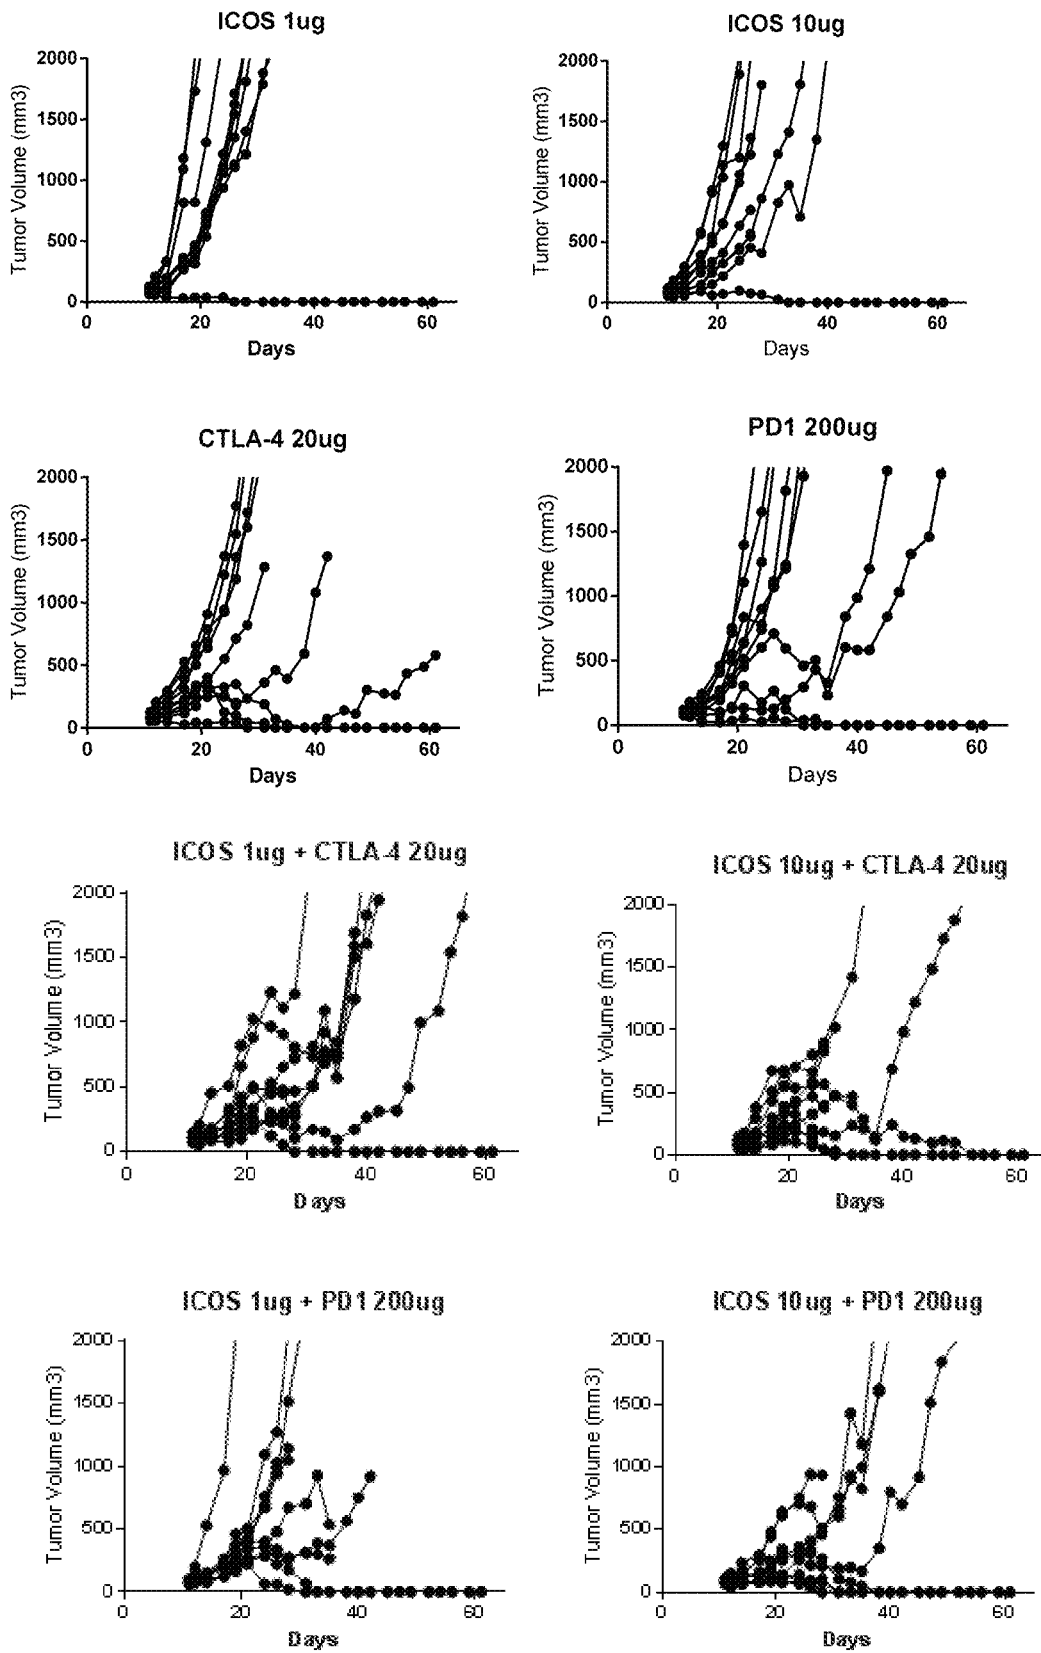 ICOS 1ug
2000
1500
1000
500
0
Tumor Volume (mm3)
0 20 40 60
Days
ICOS 10ug
2000
1500
1000
500
0
Tumor Volume (mm3)
0 20 40 60
Days
CTLA-4 20ug
2000
1500
1000
500
0
Tumor Volume (mm3)
0 20 40 60
Days
PD1 200ug
2000
1500
1000
500
0
Tumor Volume (mm3)
0 20 40 60
Days
ICOS 1ug + CTLA-4 20ug
2000
1500
1000
500
0
Tumor Volume (mm3)
0 20 40 60
Days
ICOS 10ug + CTLA-4 20ug
2000
1500
1000
500
0
Tumor Volume (mm3)
0 20 40 60
Days
ICOS 1ug + PD1 200ug
2000
1500
1000
500
0
Tumor Volume (mm3)
0 20 40 60
Days
ICOS 10ug + PD1 200ug
2000
1500
1000
500
0
Tumor Volume (mm3)
0 20 40 60
Days